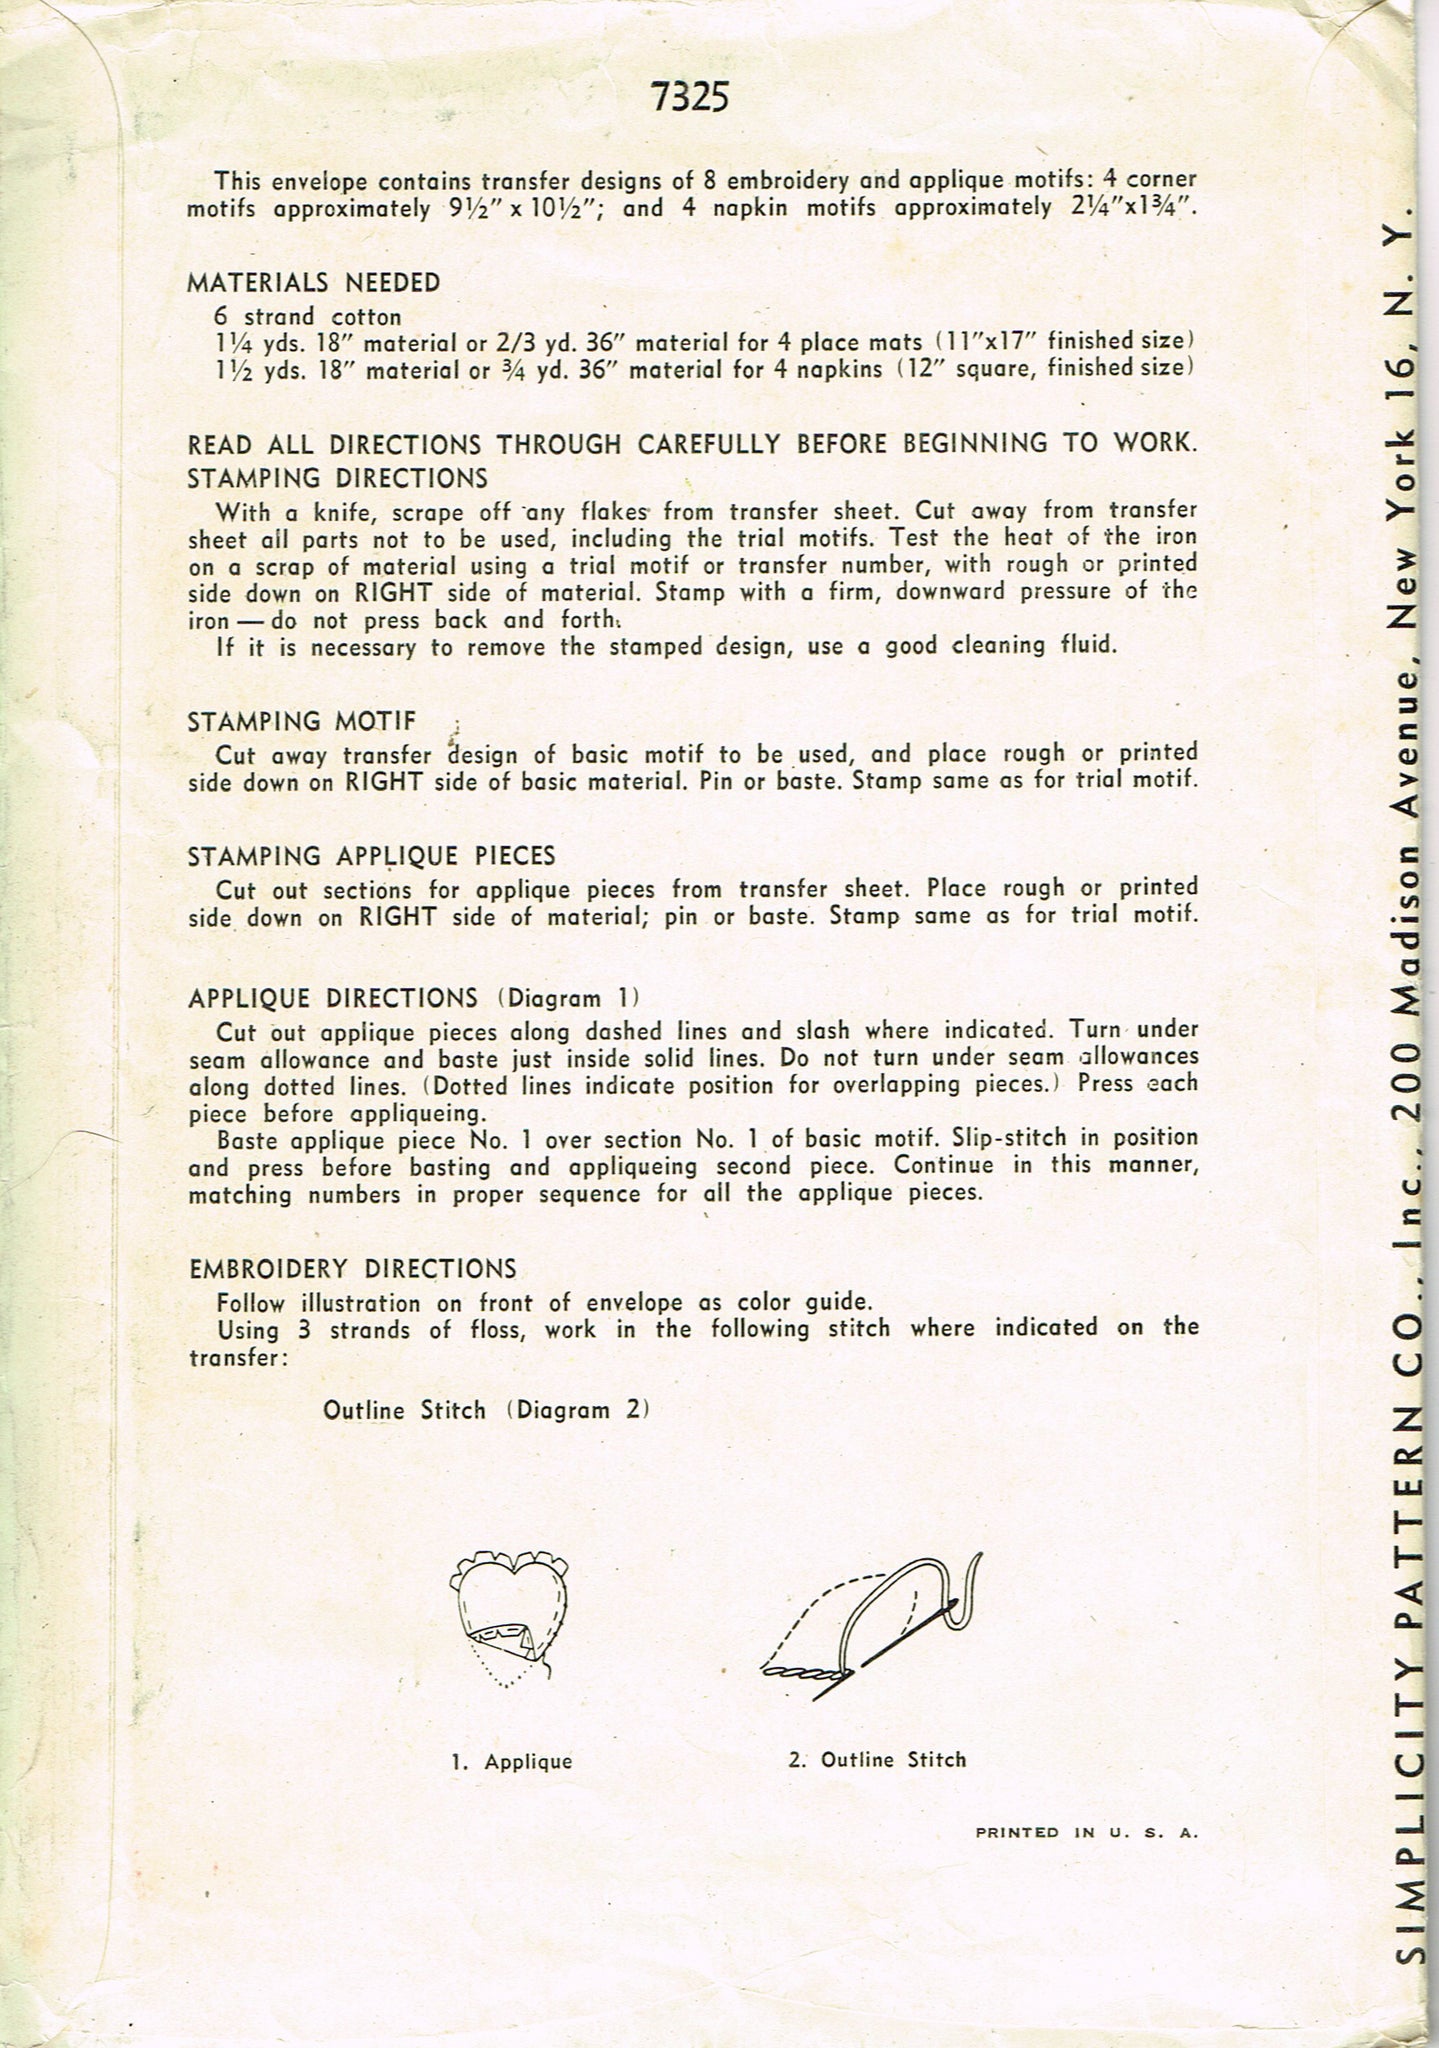 7325
This envelope contains transfer designs of 8 embroidery and applique motifs: 4 corner
motifs approximately 9½" x 10½"; and 4 napkin motifs approximately 2¼"x1¾".
MATERIALS NEEDED
6 strand cotton
1¼ yds. 18" material or 2/3 yd. 36" material for 4 place mats (11"x17" finished size)
1½ yds. 18" material or ¾ yd. 36" material for 4 napkins (12" square, finished size)
READ ALL DIRECTIONS THROUGH CAREFULLY BEFORE BEGINNING TO WORK.
STAMPING DIRECTIONS
With a knife, scrape off any flakes from transfer sheet. Cut away from transfer
sheet all parts not to be used, including the trial motifs. Test the heat of the iron
on a scrap of material using a trial motif or transfer number, with rough or printed
side down on RIGHT side of material. Stamp with a firm, downward pressure of the
iron — do not press back and forth.
If it is necessary to remove the stamped design, use a good cleaning fluid.
STAMPING MOTIF
Cut away transfer design of basic motif to be used, and place rough or printed
side down on RIGHT side of basic material. Pin or baste. Stamp same as for trial motif.
STAMPING APPLIQUE PIECES
Cut out sections for applique pieces from transfer sheet. Place rough or printed
side down on RIGHT side of material; pin or baste. Stamp same as for trial motif.
APPLIQUE DIRECTIONS (Diagram 1)
Cut out applique pieces along dashed lines and slash where indicated. Turn under
seam allowance and baste just inside solid lines. Do not turn under seam allowances
along dotted lines. (Dotted lines indicate position for overlapping pieces.) Press each
piece before appliqueing.
Baste applique piece No. 1 over section No. 1 of basic motif. Slip-stitch in position
and press before basting and appliqueing second piece. Continue in this manner,
matching numbers in proper sequence for all the applique pieces.
EMBROIDERY DIRECTIONS
Follow illustration on front of envelope as color guide.
Using 3 strands of floss, work in the following stitch where indicated on the
transfer:
Outline Stitch (Diagram 2)
1. Applique
2. Outline Stitch
PRINTED IN U. S. A.
SIMPLICITY PATTERN CO., Inc., 200 Madison Avenue, New York 16, N. Y.